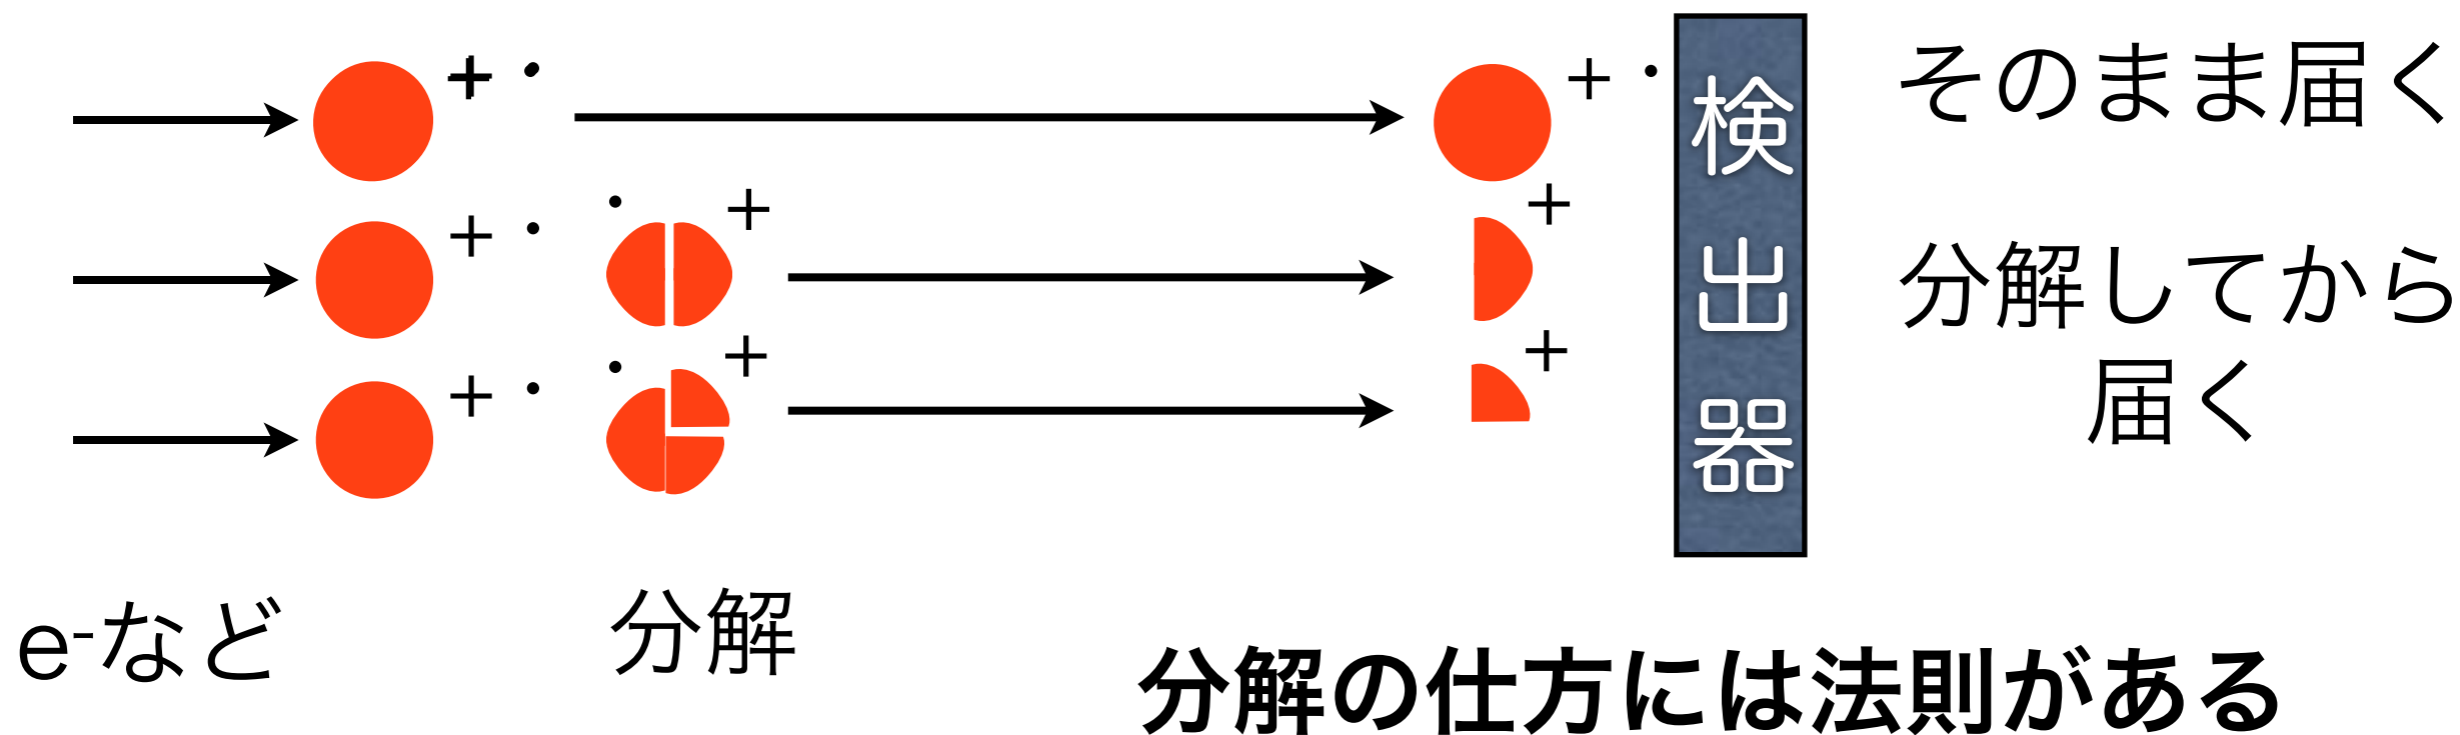 +・
+・
そのまま届く
検出器
+・
・ +
+
分解してから
届く
+・
・ +
+
e-など
分解
分解の仕方には法則がある